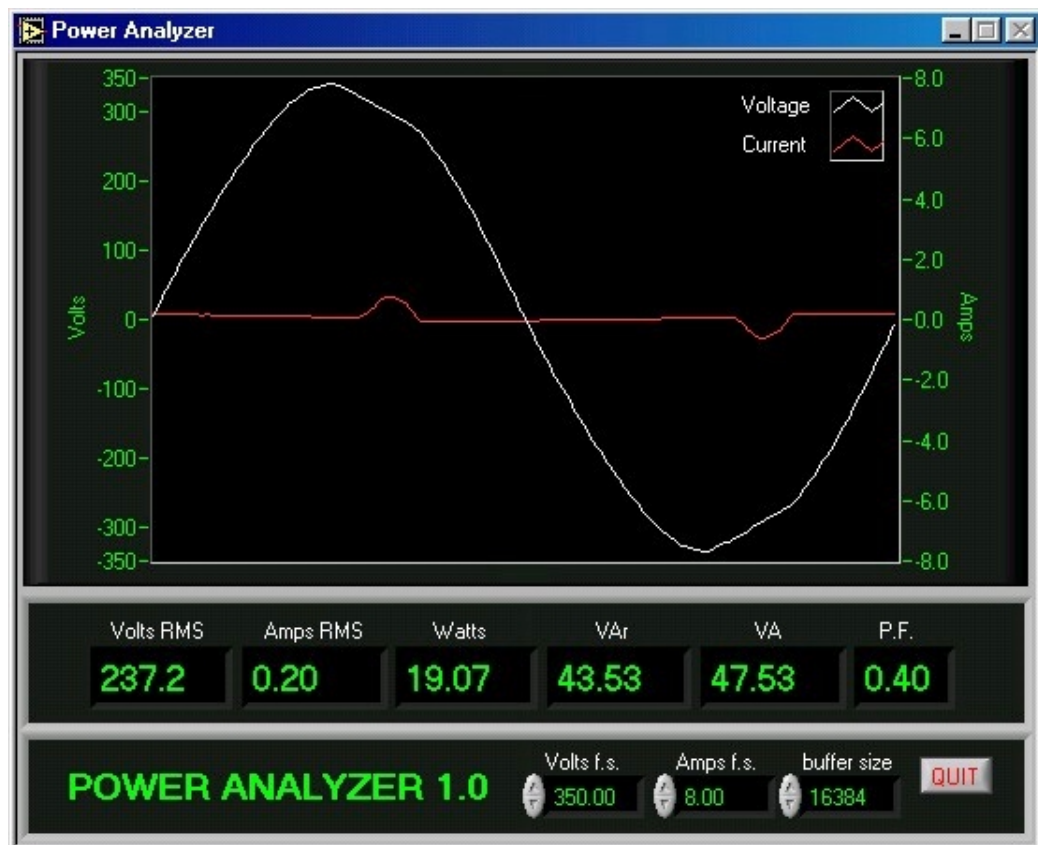 Power Analyzer
350
300
200
100
0
-100
-200
-300
-350
Volts
8.0
6.0
4.0
2.0
0.0
-2.0
-4.0
-6.0
-8.0
Amps
Voltage
Current
Volts RMS Amps RMS Watts VAr VA P.F.
237.2 0.20 19.07 43.53 47.53 0.40
Volts f.s. Amps f.s. buffer size
POWER ANALYZER 1.0 350.00 8.00 16384 QUIT